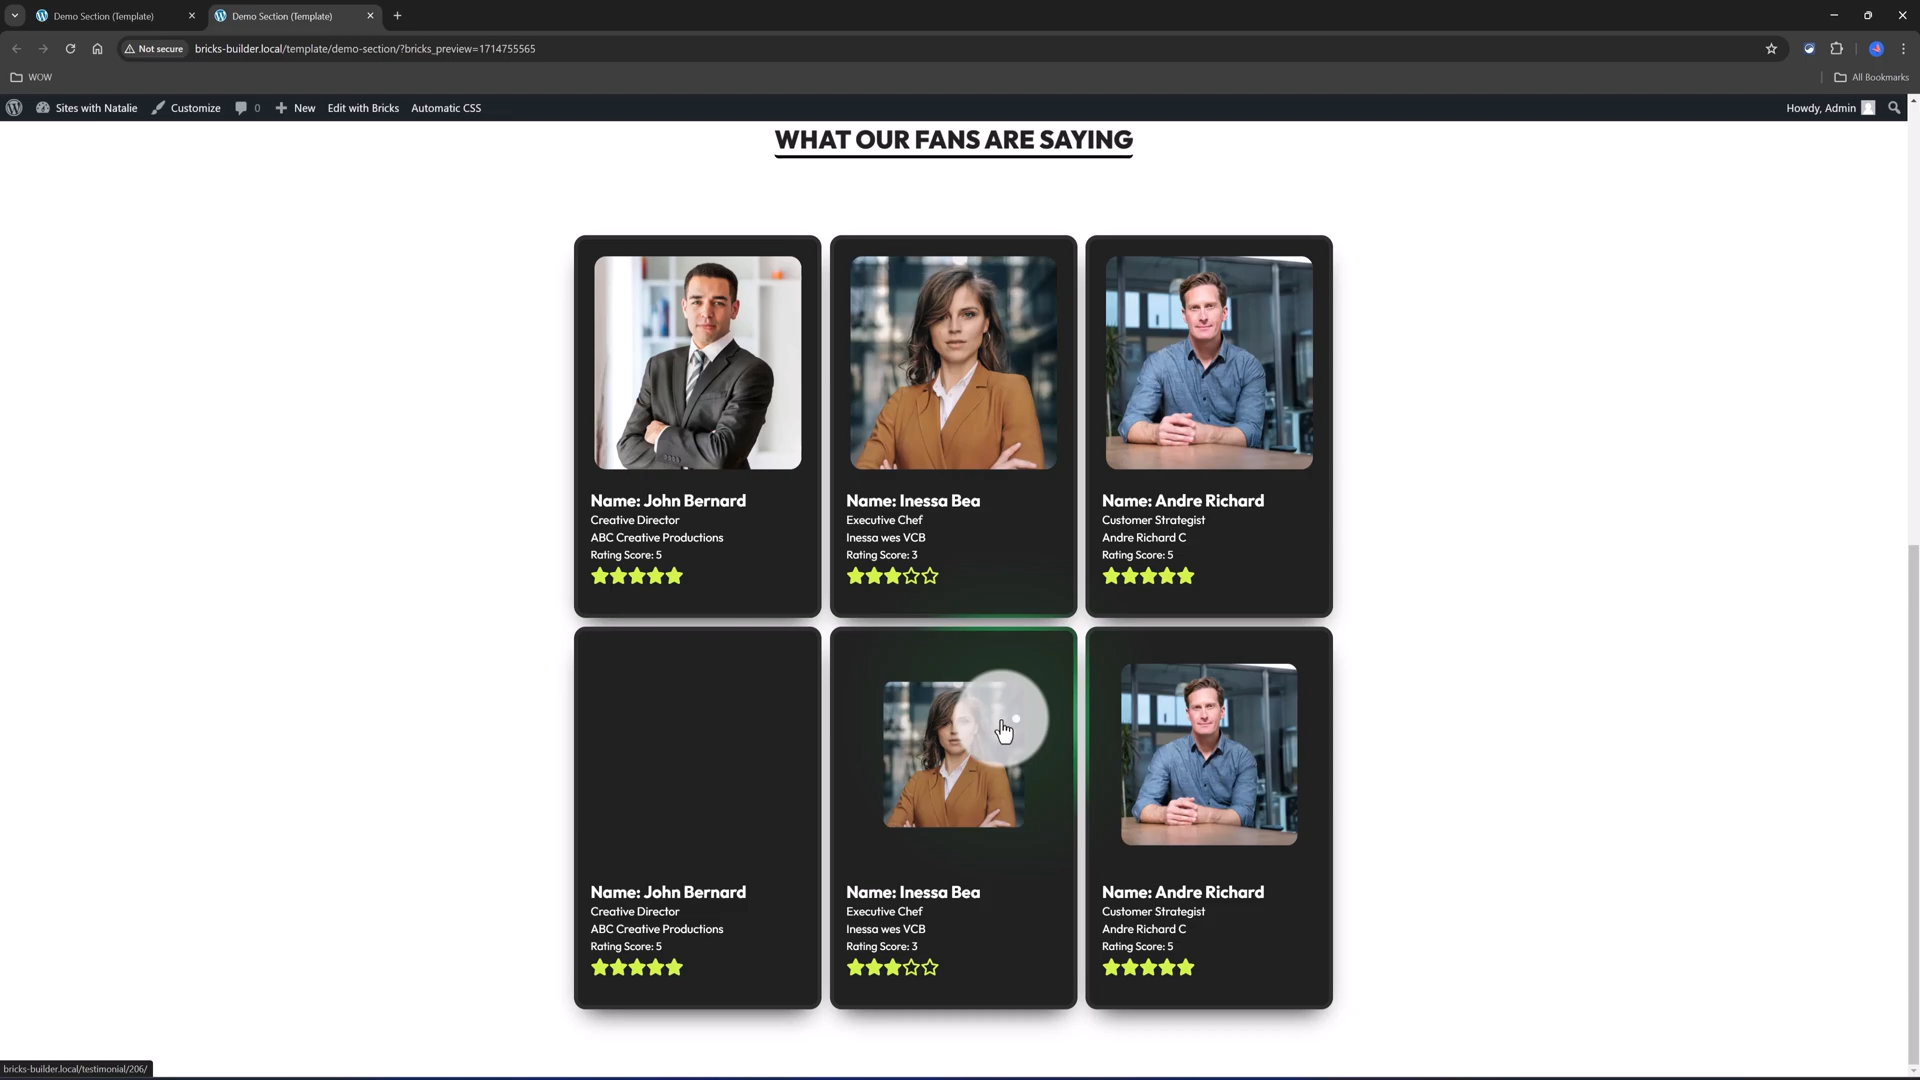 Demo Section (Template)
Demo Section (Template)
Not secure
bricks-builder.local/template/demo-section/?bricks_preview=1714755565
WOW
All Bookmarks
Sites with Natalie
Customize
0
New
Edit with Bricks
Automatic CSS
Howdy, Admin
WHAT OUR FANS ARE SAYING
Name: John Bernard
Creative Director
ABC Creative Productions
Rating Score: 5
Name: Inessa Bea
Executive Chef
Inessa wes VCB
Rating Score: 3
Name: Andre Richard
Customer Strategist
Andre Richard C
Rating Score: 5
Name: John Bernard
Creative Director
ABC Creative Productions
Rating Score: 5
Name: Inessa Bea
Executive Chef
Inessa wes VCB
Rating Score: 3
Name: Andre Richard
Customer Strategist
Andre Richard C
Rating Score: 5
bricks-builder.local/testimonial/206/